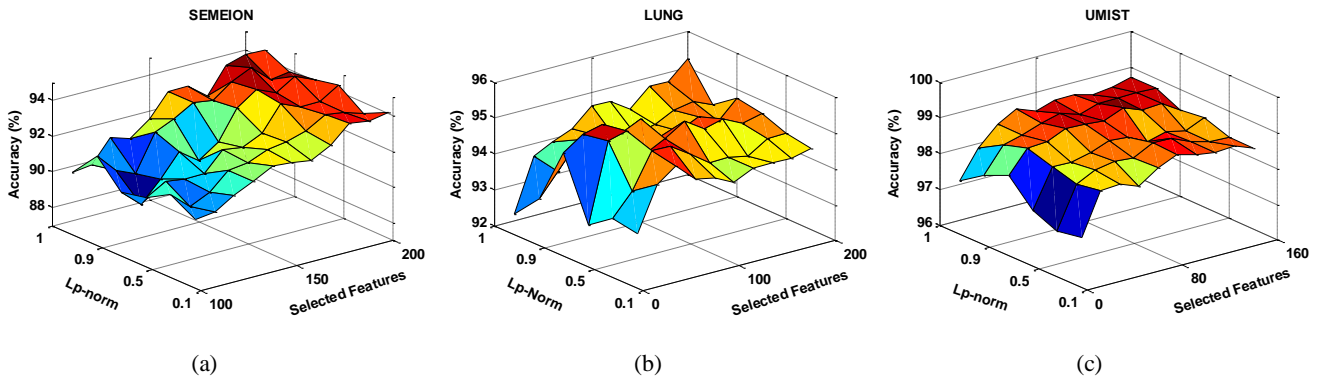 SEMEION
Accuracy (%)
94
92
90
88
1
0.9
0.5
0.1
Lp-norm
100
150
200
Selected Features
(a)
LUNG
Accuracy (%)
96
95
94
93
92
1
0.9
0.5
0.1
Lp-Norm
0
100
200
Selected Features
(b)
UMIST
Accuracy (%)
100
99
98
97
96
1
0.9
0.5
0.1
Lp-norm
0
80
160
Selected Features
(c)